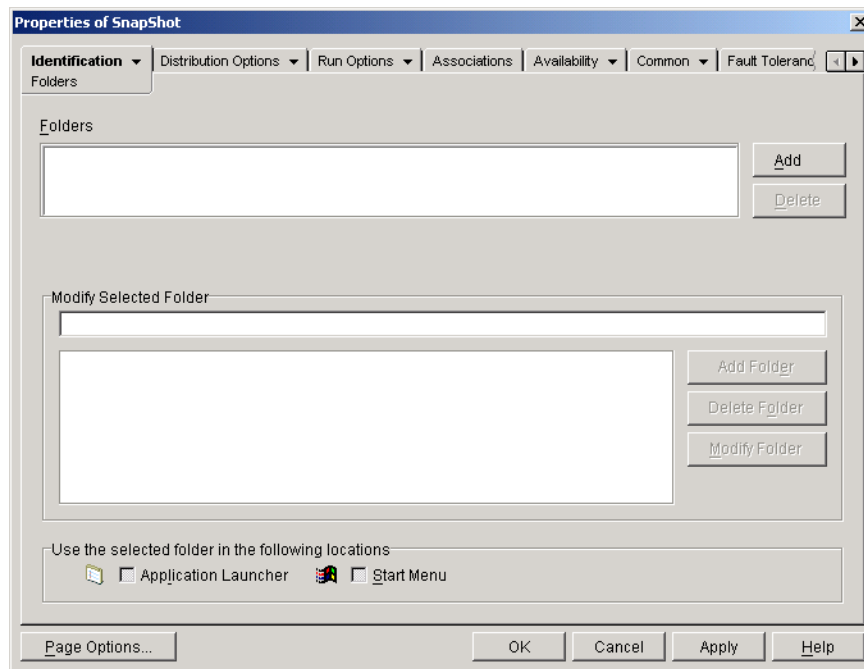 Properties of SnapShot
Identification Distribution Options Run Options Associations Availability Common Fault Toleranc
Folders
Folders
Add
Delete
Modify Selected Folder
Add Folder
Delete Folder
Modify Folder
Use the selected folder in the following locations
Application Launcher Start Menu
Page Options... OK Cancel Apply Help